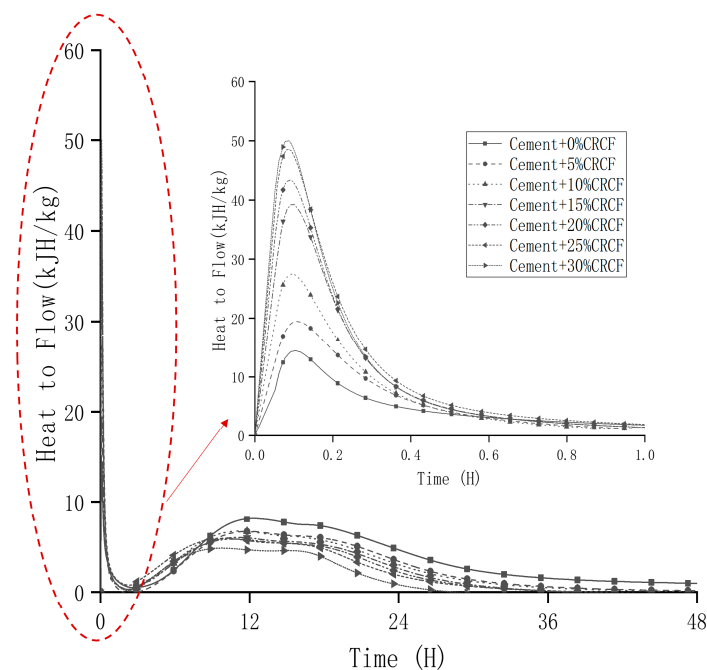 60
50
40
30
20
10
0
Heat to Flow(kJH/kg)
0
12
24
36
48
Time (H)
60
50
40
30
20
10
0
Heat to Flow(kJH/kg)
0.0
0.2
0.4
0.6
0.8
1.0
Time (H)
Cement+0%CRCF
Cement+5%CRCF
Cement+10%CRCF
Cement+15%CRCF
Cement+20%CRCF
Cement+25%CRCF
Cement+30%CRCF